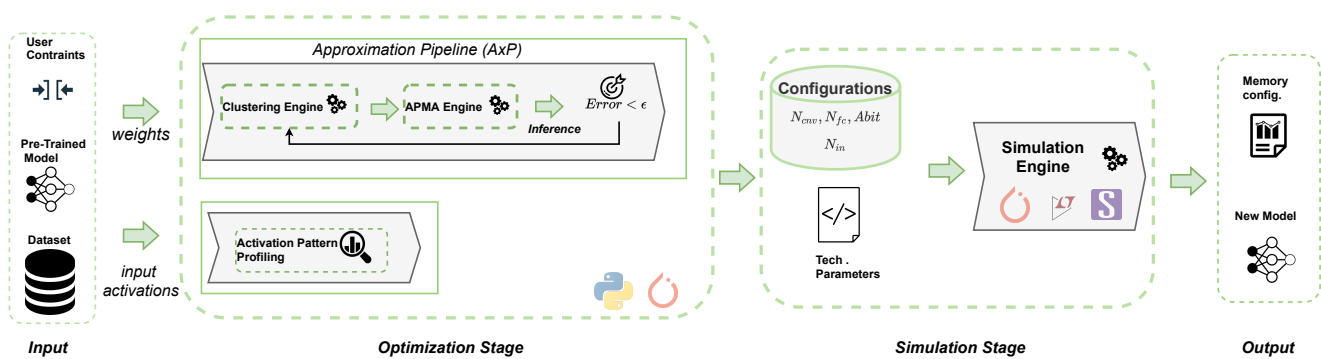 User
Contraints
Pre-Trained
Model
Dataset
Input
weights
input
activations
Approximation Pipeline (AxP)
Clustering Engine
APMA Engine
Inference
Error < ϵ
Activation Pattern
Profiling
Optimization Stage
Configurations
N_cnv, N_fc, Abit
N_in
</>
Tech .
Parameters
Simulation
Engine
S
Simulation Stage
Memory
config.
New Model
Output